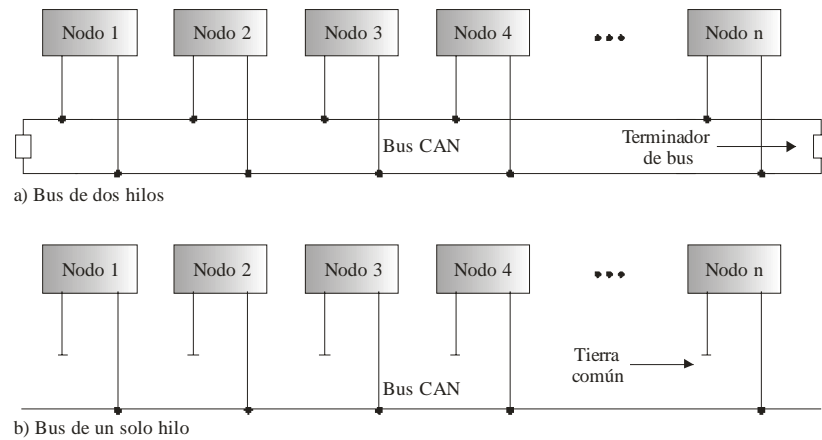 Nodo 1 Nodo 2 Nodo 3 Nodo 4 ••• Nodo n
Bus CAN
Terminador
de bus
a) Bus de dos hilos
Nodo 1 Nodo 2 Nodo 3 Nodo 4 ••• Nodo n
Tierra
común
Bus CAN
b) Bus de un solo hilo